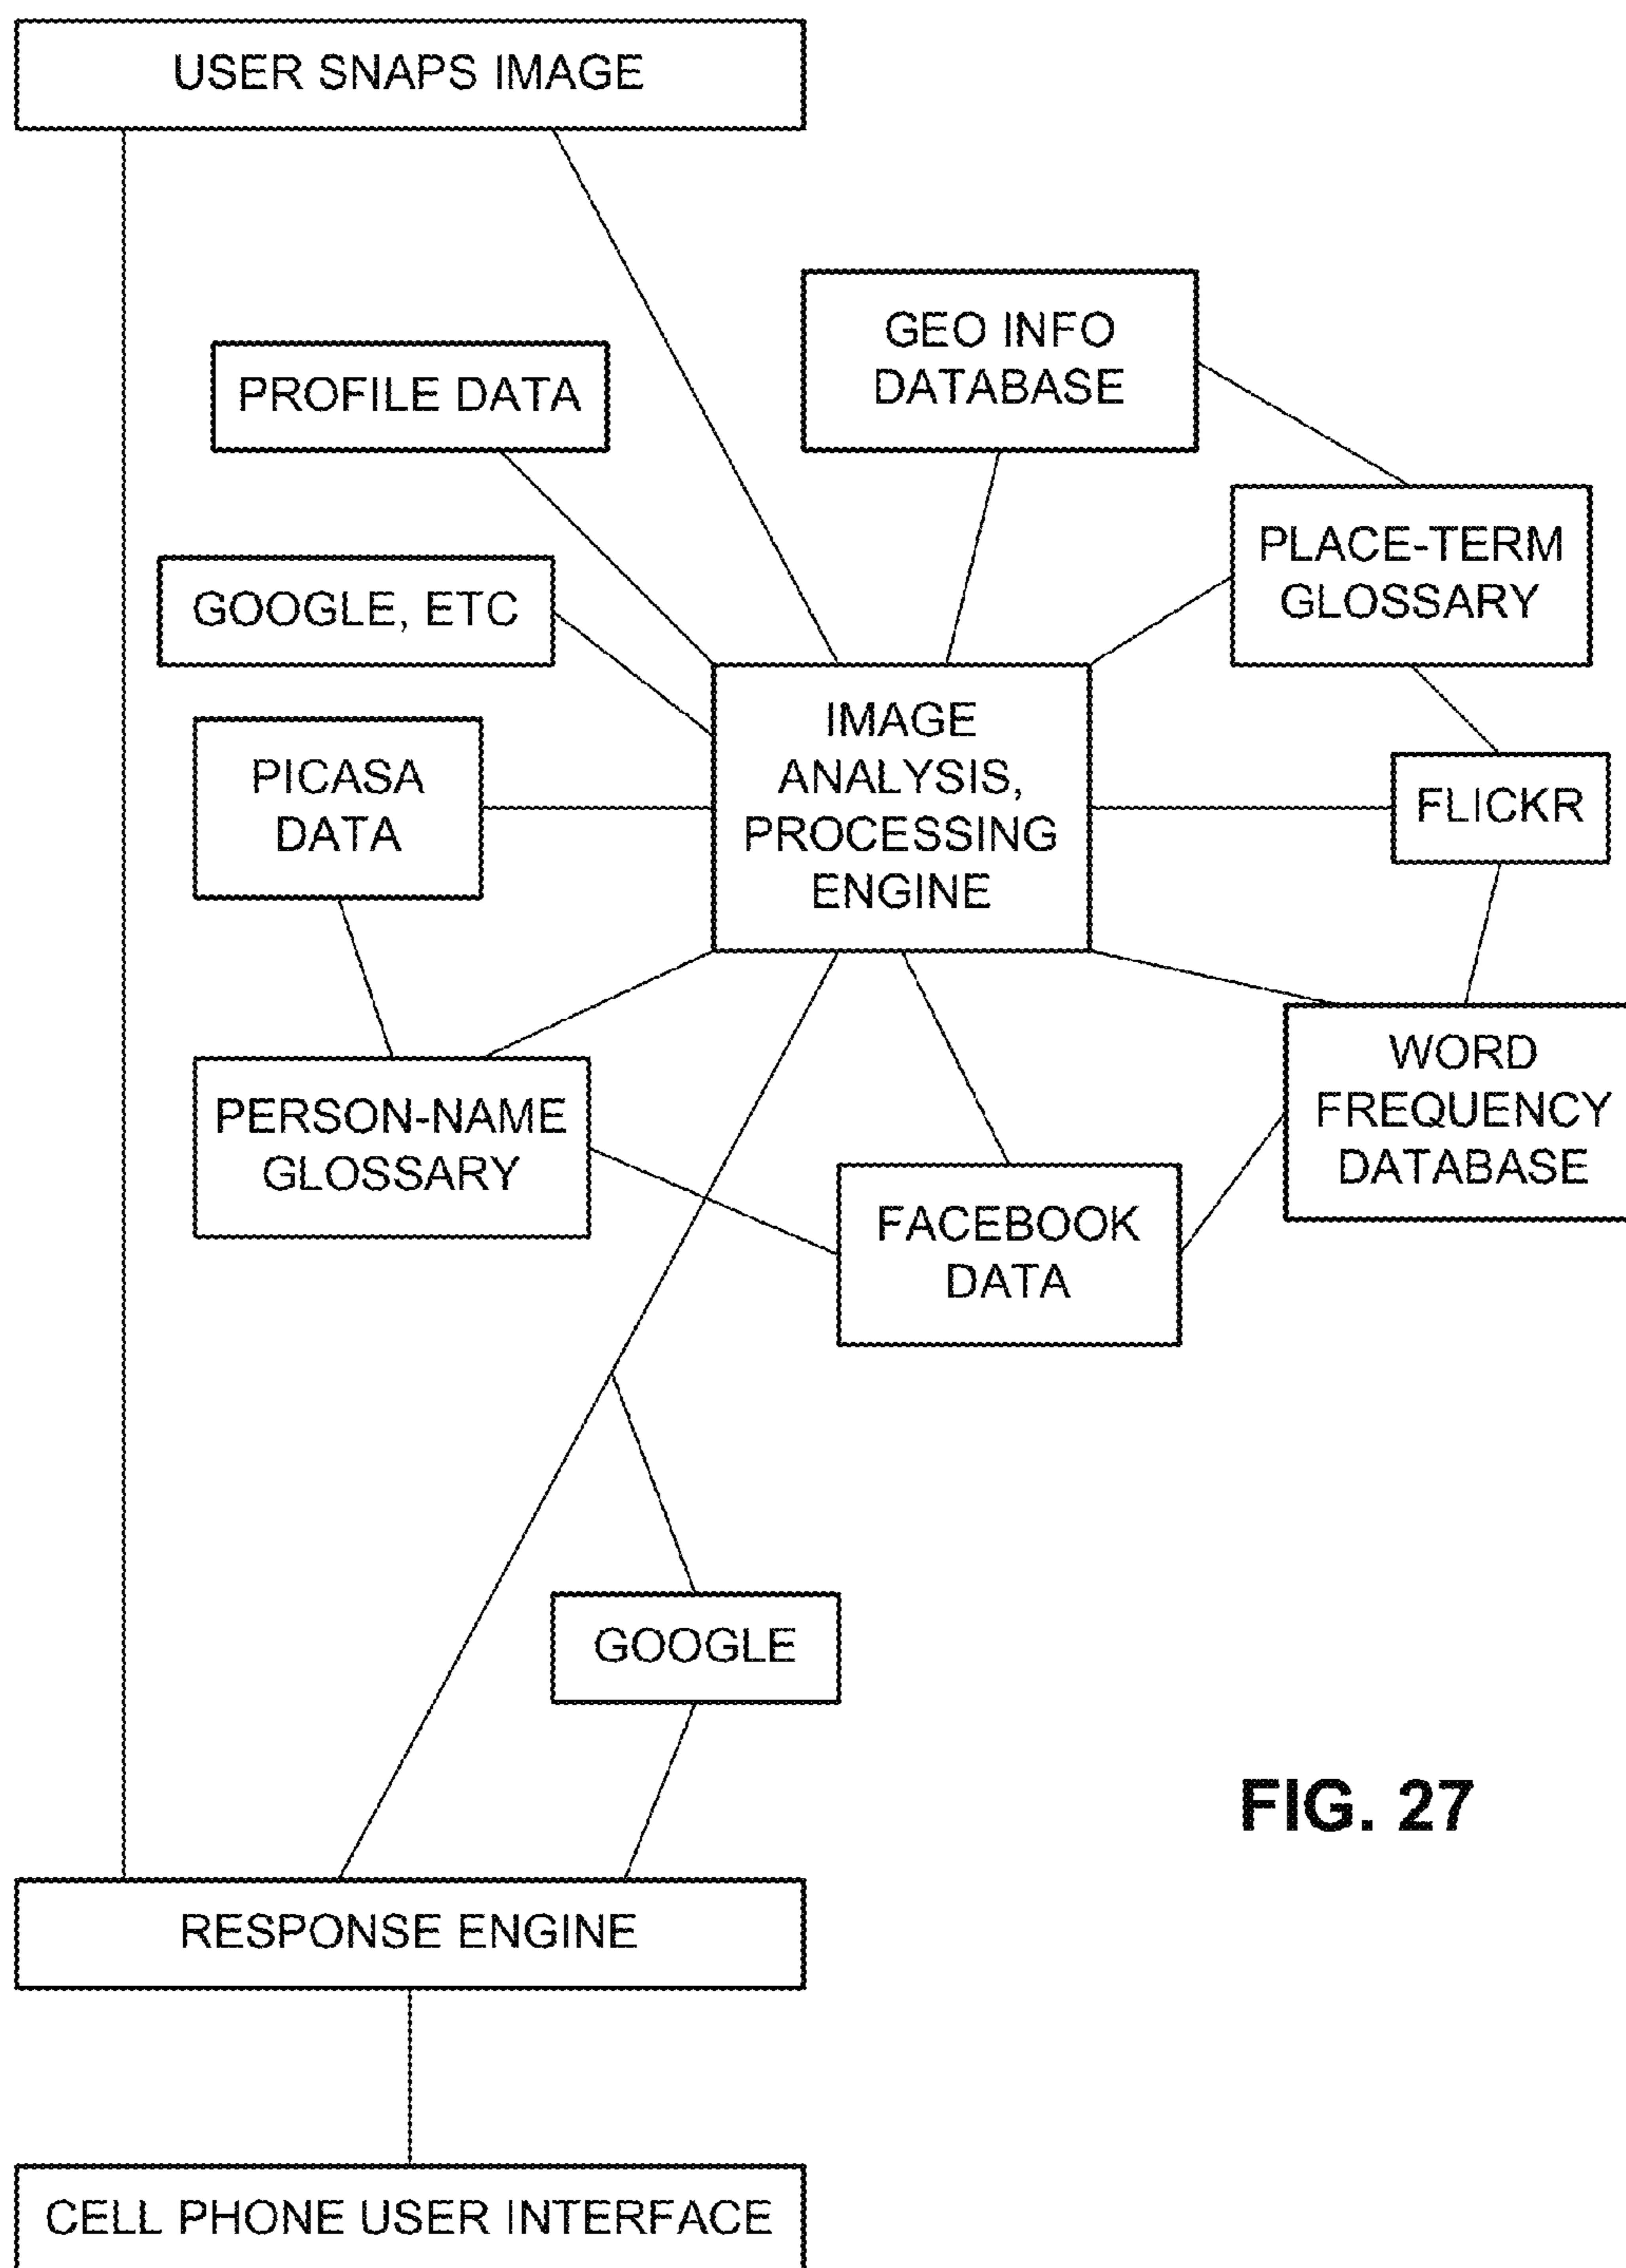 USER SNAPS IMAGE
GEO INFO
DATABASE
PROFILE DATA
PLACE-TERM
GLOSSARY
GOOGLE, ETC
IMAGE
ANALYSIS,
PROCESSING
ENGINE
PICASA
DATA
FLICKR
WORD
FREQUENCY
DATABASE
PERSON-NAME
GLOSSARY
FACEBOOK
DATA
GOOGLE
FIG. 27
RESPONSE ENGINE
CELL PHONE USER INTERFACE